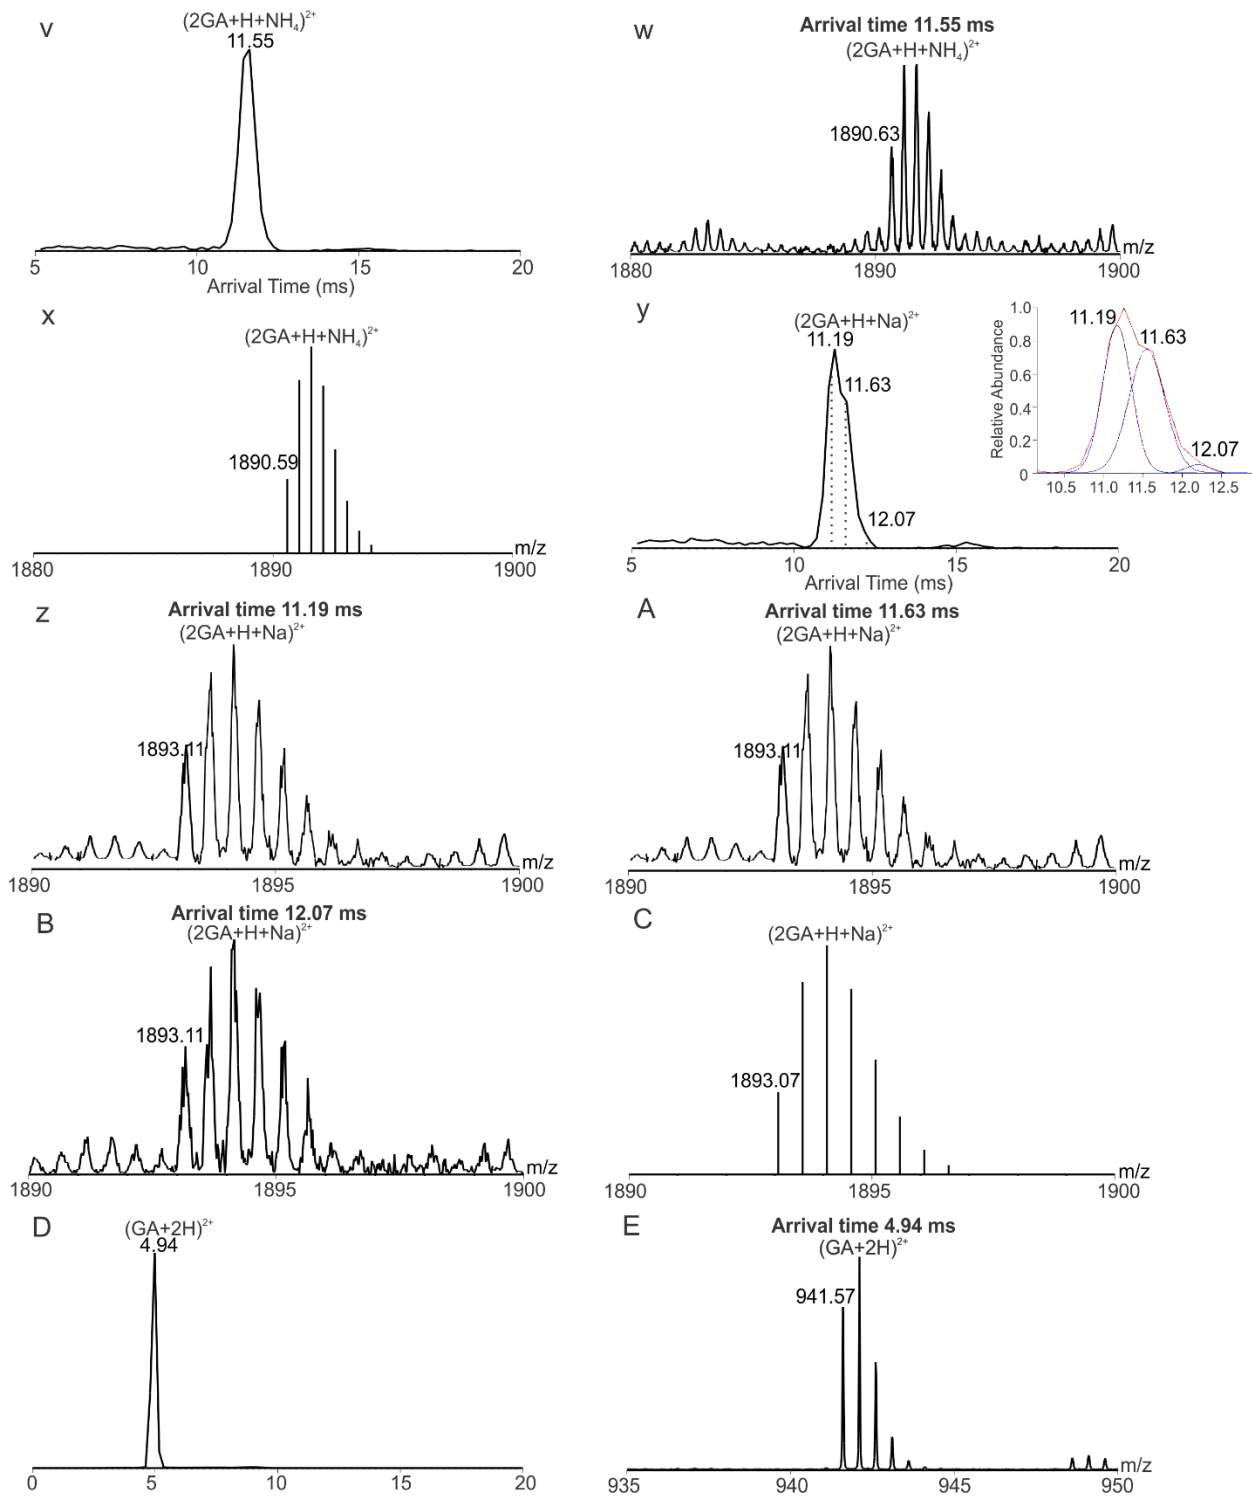 v
(2GA+H+NH₄)²⁺
11.55
5 10 15 20
Arrival Time (ms)
w
Arrival time 11.55 ms
(2GA+H+NH₄)²⁺
1890.63
m/z
1880 1890 1900
x
(2GA+H+NH₄)²⁺
1890.59
m/z
1880 1890 1900
y
(2GA+H+Na)²⁺
11.19
11.63
12.07
5 10 15 20
Arrival Time (ms)
Relative Abundance
1.0
0.8
0.6
0.4
0.2
0
11.19
11.63
12.07
10.5 11.0 11.5 12.0 12.5
z
Arrival time 11.19 ms
(2GA+H+Na)²⁺
1893.11
m/z
1890 1895 1900
A
Arrival time 11.63 ms
(2GA+H+Na)²⁺
1893.11
m/z
1890 1895 1900
B
Arrival time 12.07 ms
(2GA+H+Na)²⁺
1893.11
m/z
1890 1895 1900
C
(2GA+H+Na)²⁺
1893.07
m/z
1890 1895 1900
D
(GA+2H)²⁺
4.94
0 5 10 15 20
E
Arrival time 4.94 ms
(GA+2H)²⁺
941.57
m/z
935 940 945 950